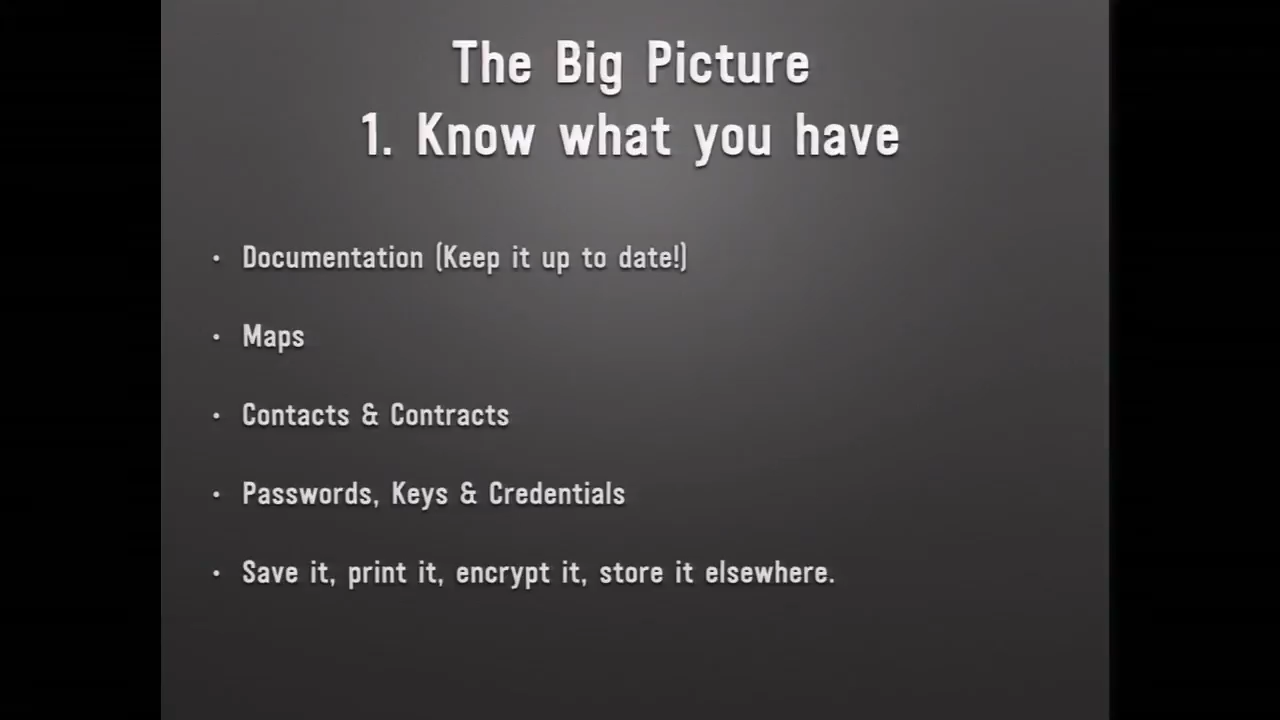 The Big Picture
1. Know what you have
• Documentation (Keep it up to date!)
• Maps
• Contacts & Contracts
• Passwords, Keys & Credentials
• Save it, print it, encrypt it, store it elsewhere.